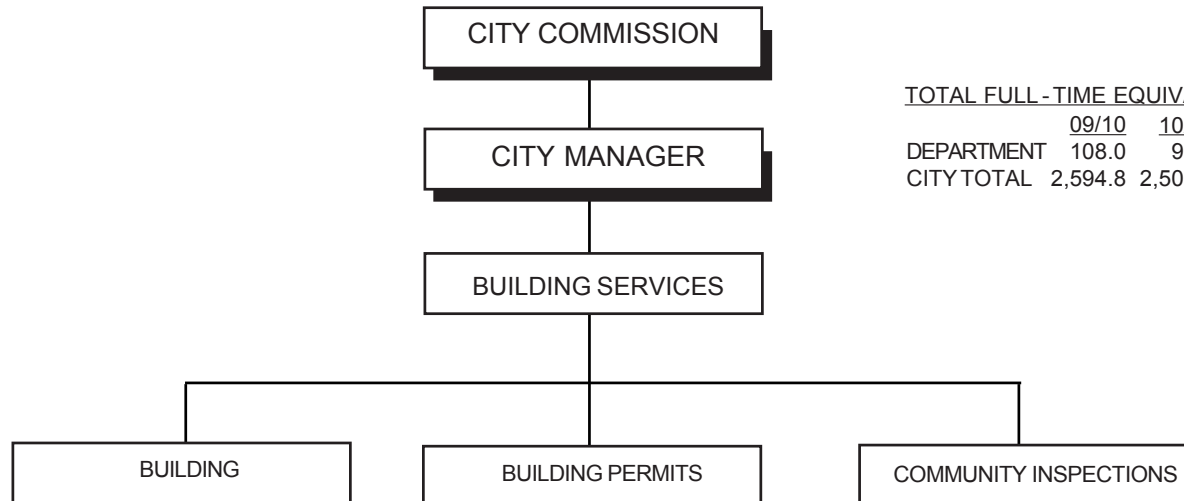 CITY COMMISSION
TOTAL FULL-TIME
09/10
DEPARTMENT 108.0
CITY TOTAL 2,594.8
CITY MANAGER
BUILDING SERVICES
BUILDING
BUILDING PERMITS
COMMUNITY INSPECTIONS